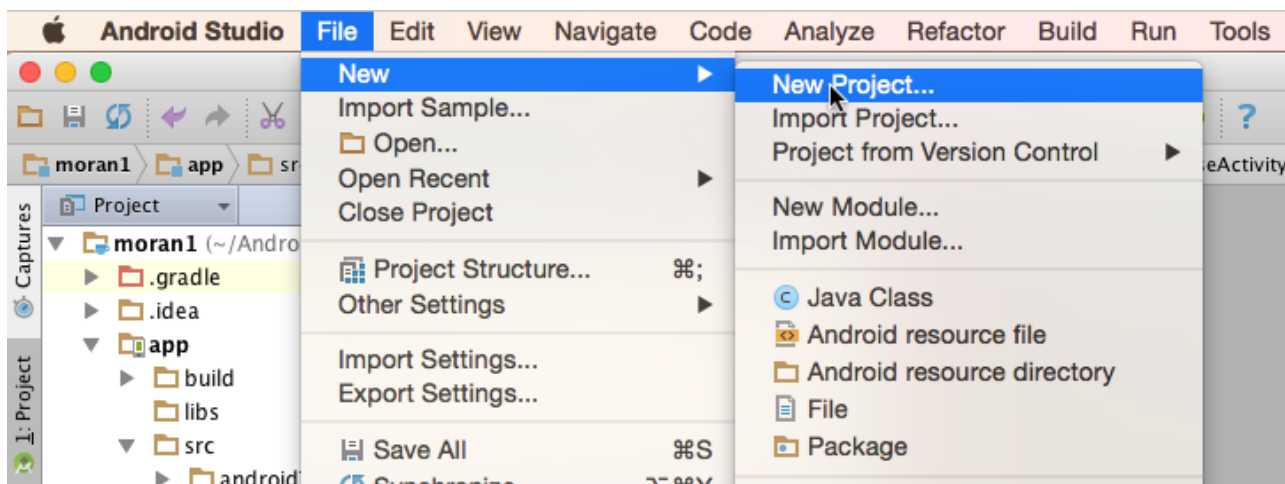 Android Studio File Edit View Navigate Code Analyze Refactor Build Run Tools
New
Import Sample...
Open...
Open Recent
Close Project
Project Structure... ⌘;
Other Settings
Import Settings...
Export Settings...
Save All ⌘S
New Project...
Import Project...
Project from Version Control
New Module...
Import Module...
Java Class
Android resource file
Android resource directory
File
Package
?
moran1 app sr
eActivity
Captures
1: Project
Project
moran1 (~/Andro
.gradle
.idea
app
build
libs
src
android